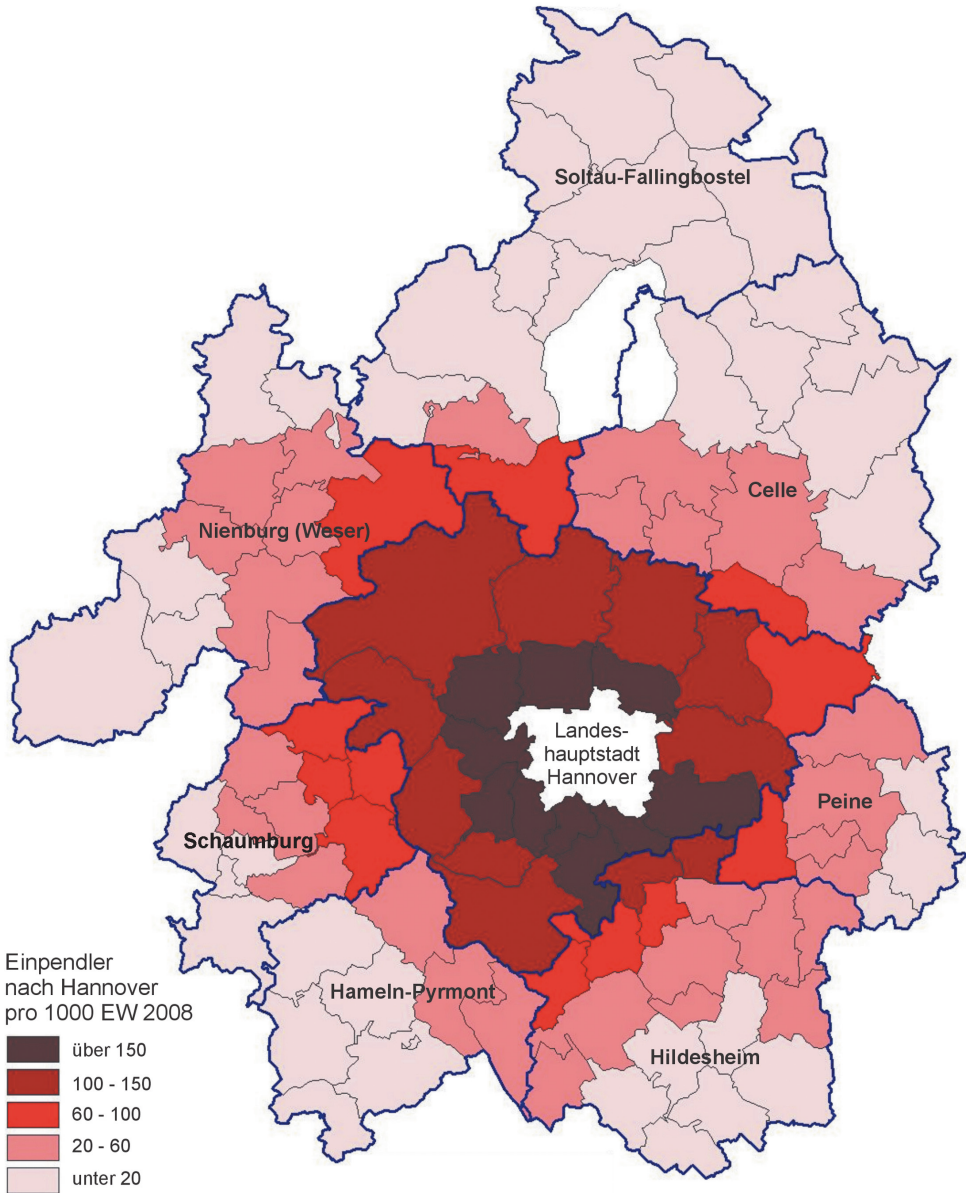 Soltau-Fallingbostel
Celle
Nienburg (Weser)
Landes-
hauptstadt
Hannover
Peine
Schaumburg
Hameln-Pyrmont
Hildesheim
Einpendler
nach Hannover
pro 1000 EW 2008
über 150
100 - 150
60 - 100
20 - 60
unter 20